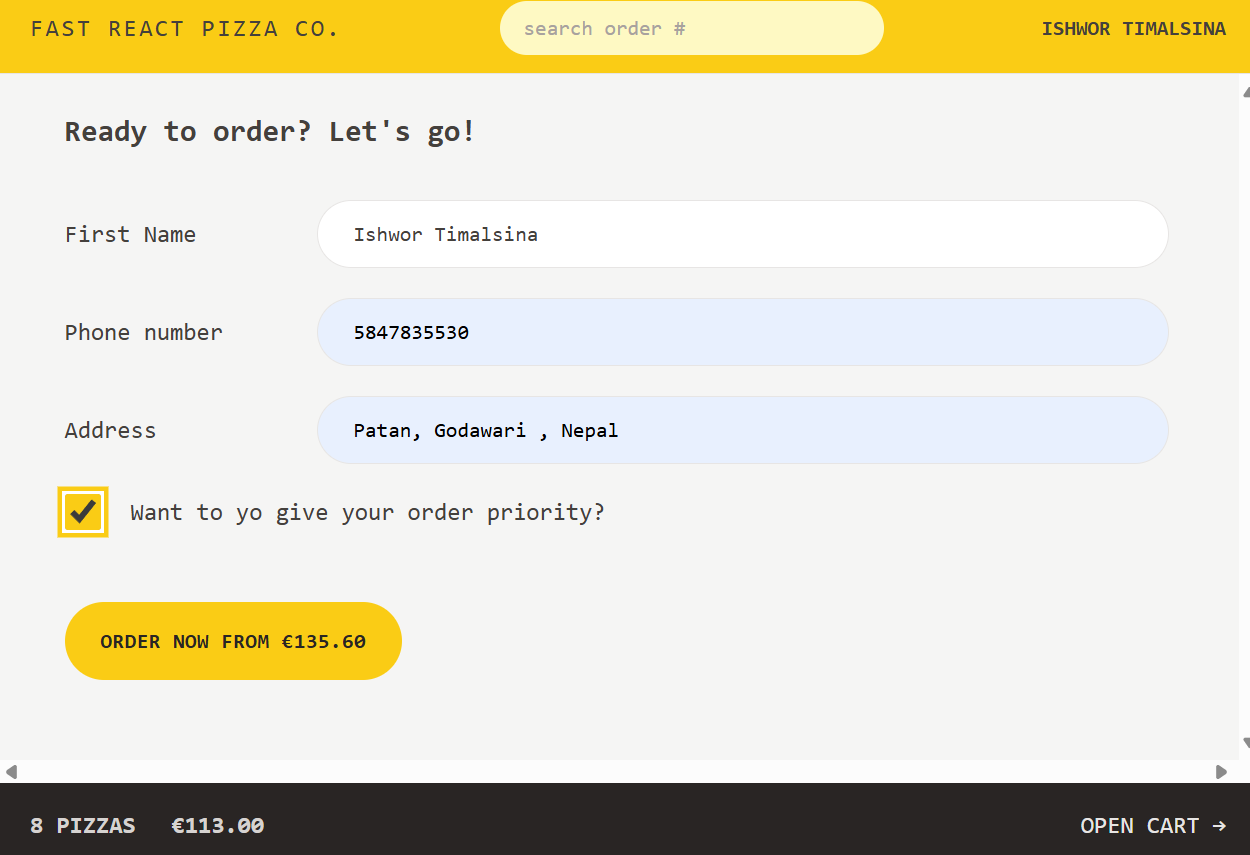 FAST REACT PIZZA CO.
search order #
ISHWOR TIMALSINA
Ready to order? Let's go!
First Name
Ishwor Timalsina
Phone number
5847835530
Address
Patan, Godawari , Nepal
Want to yo give your order priority?
ORDER NOW FROM €135.60
8 PIZZAS €113.00
OPEN CART →